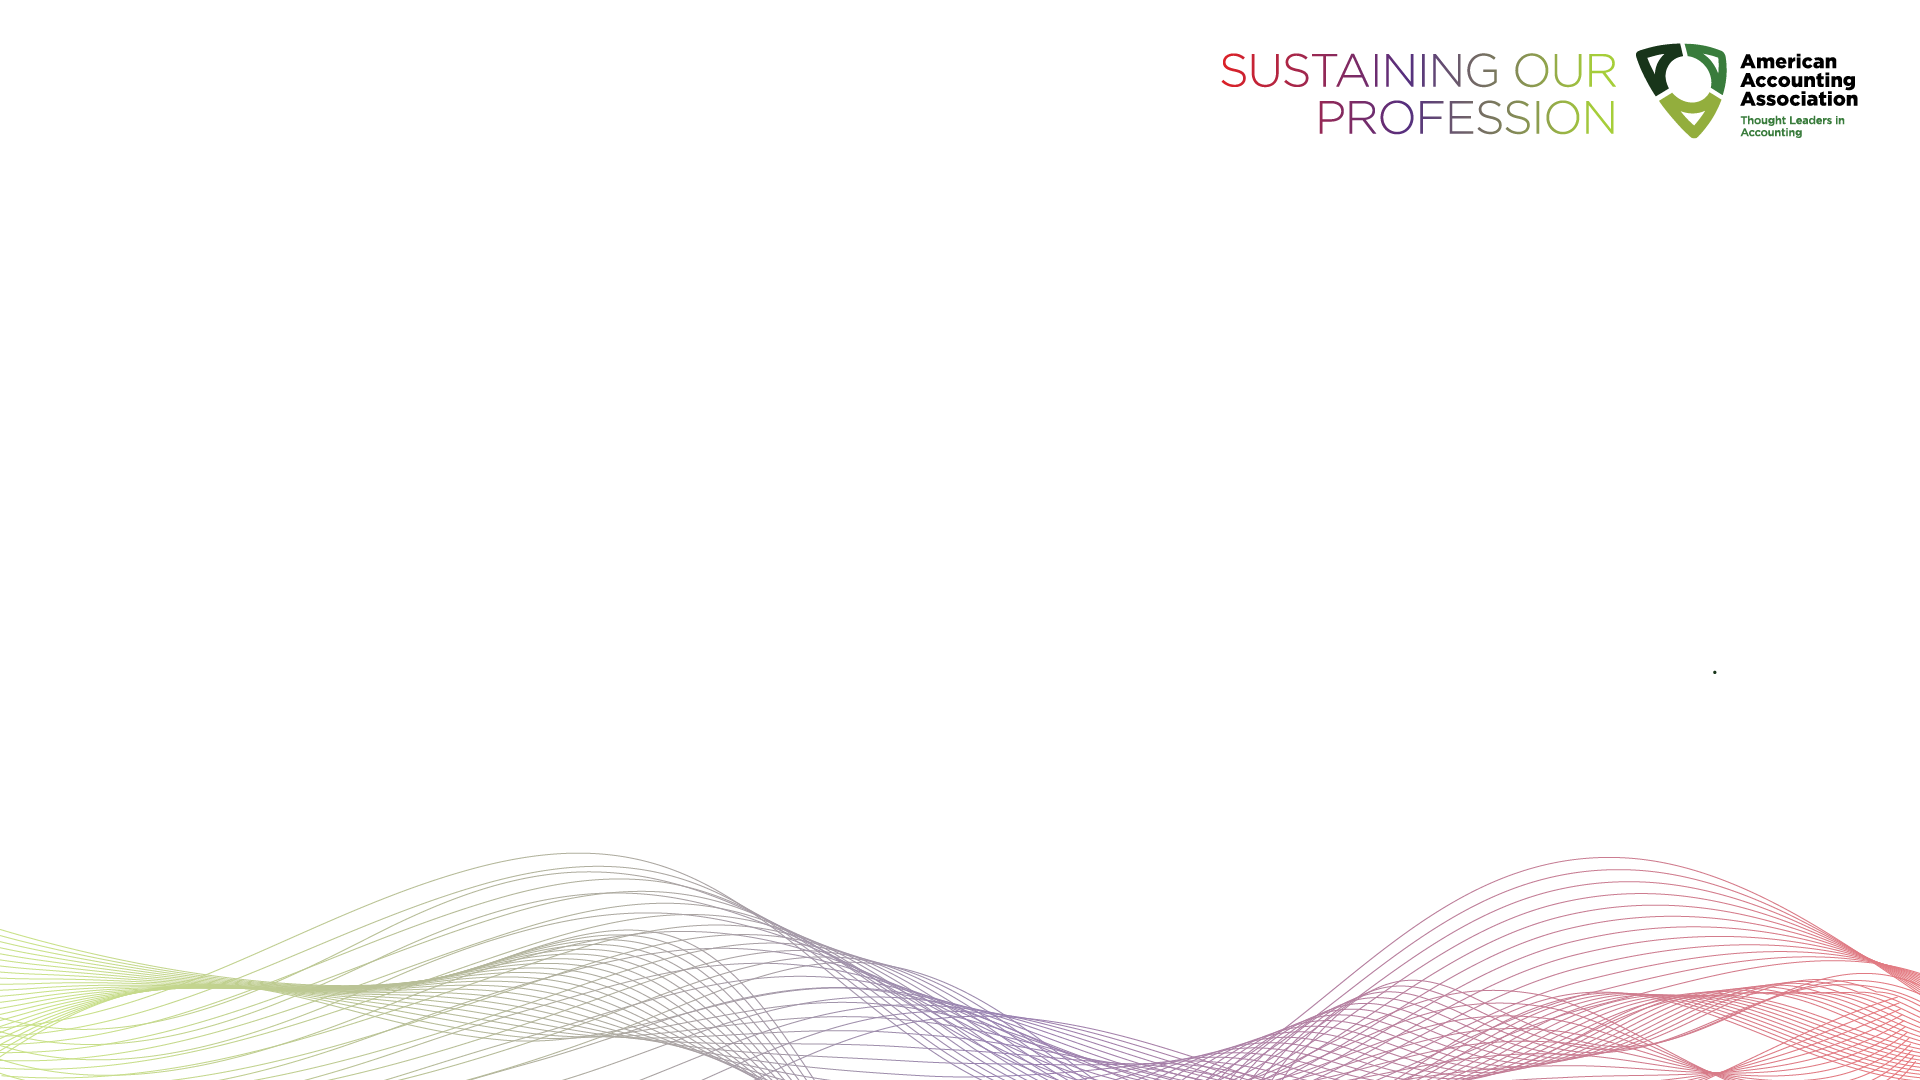 SUSTAINING OUR
PROFESSION
American
Accounting
Association
Thought Leaders in
Accounting
.